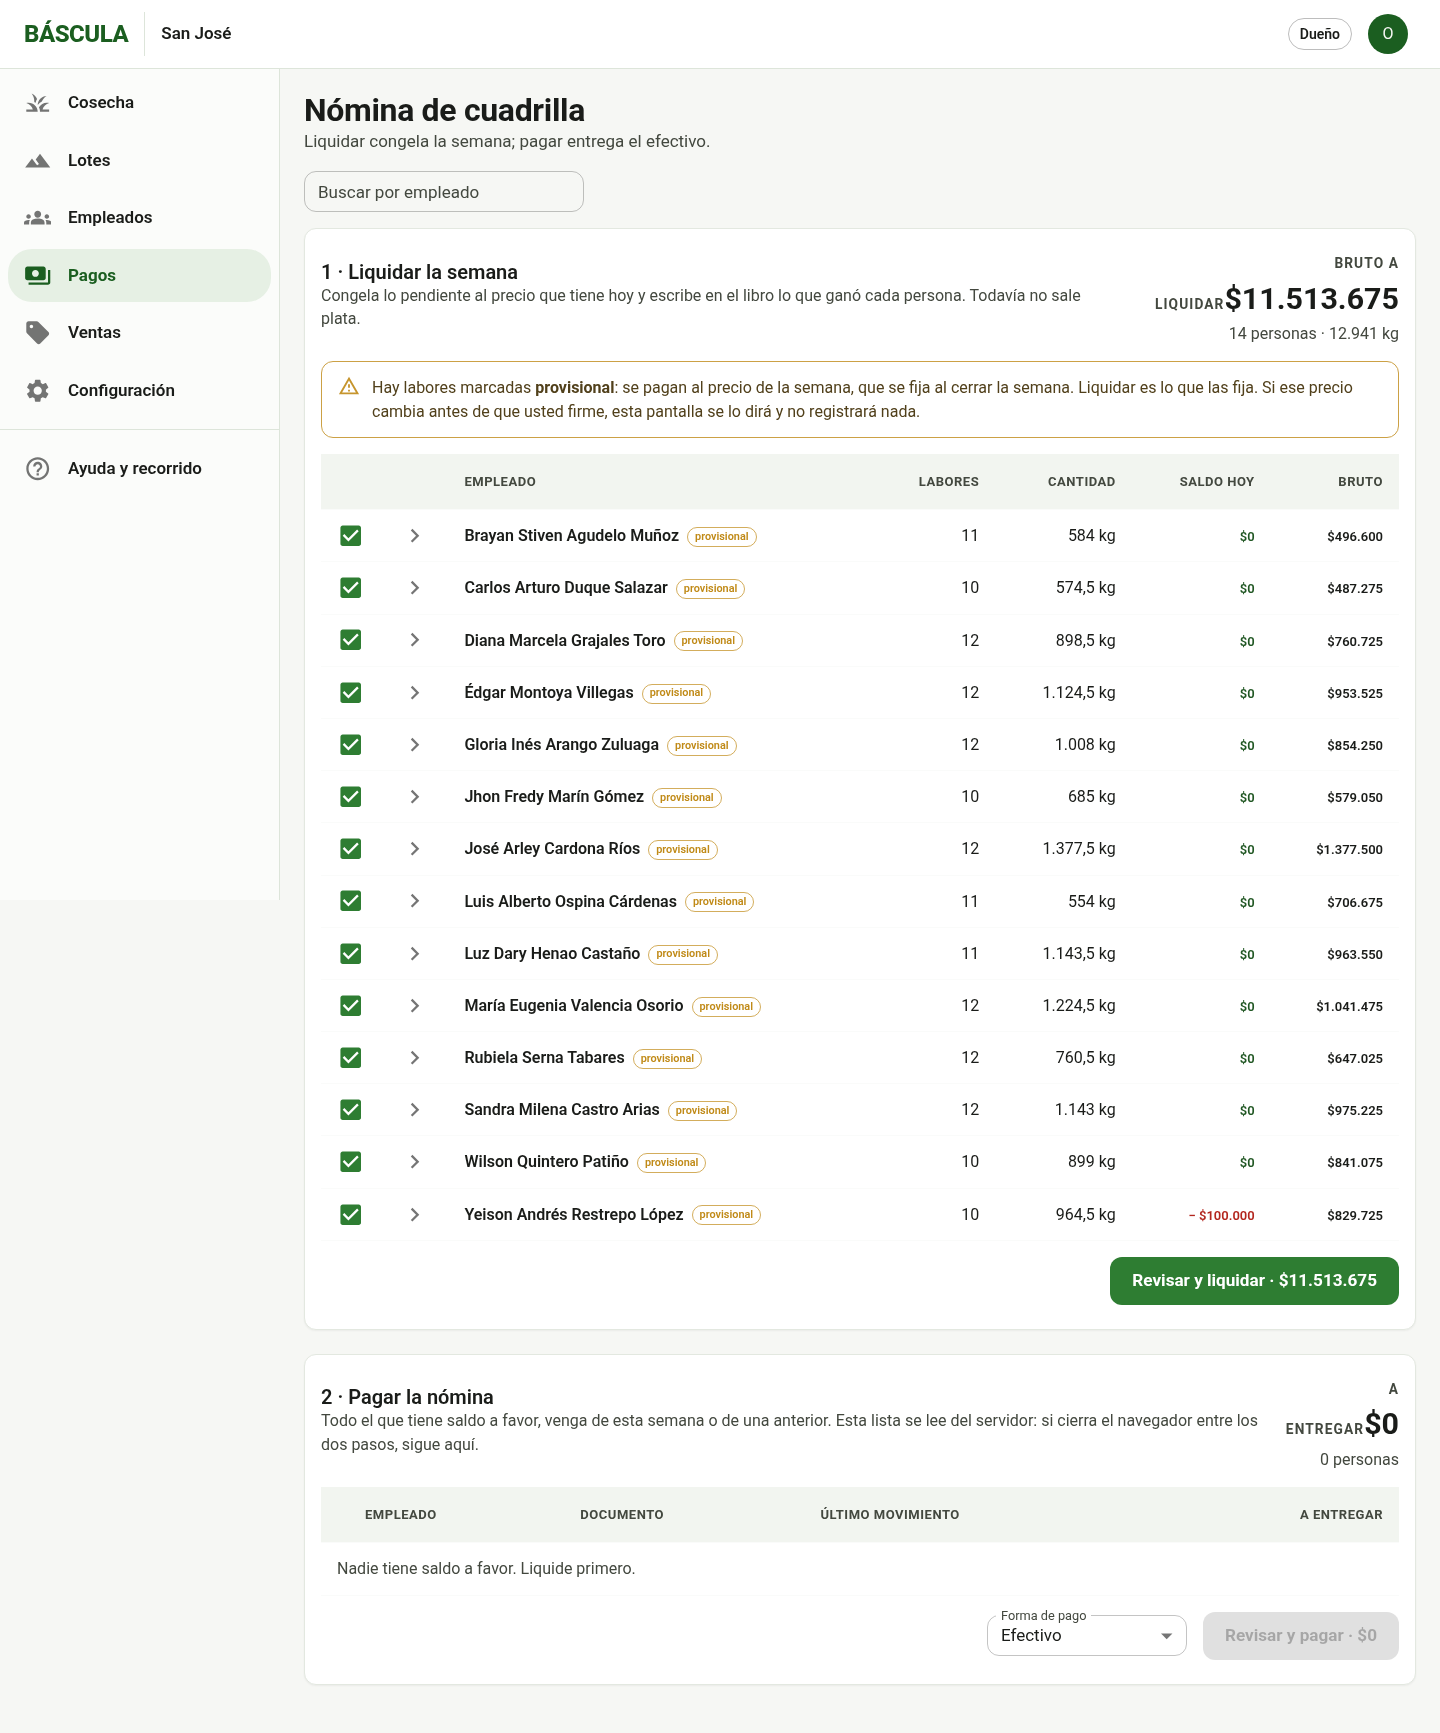 BÁSCULA
San José
Dueño
O
Cosecha
Lotes
Empleados
Pagos
Ventas
Configuración
Ayuda y recorrido
Nómina de cuadrilla
Liquidar congela la semana; pagar entrega el efectivo.
Buscar por empleado
1 · Liquidar la semana
Congela lo pendiente al precio que tiene hoy y escribe en el libro lo que ganó cada persona. Todavía no sale
plata.
BRUTO A
LIQUIDAR $11.513.675
14 personas · 12.941 kg
Hay labores marcadas provisional: se pagan al precio de la semana, que se fija al cerrar la semana. Liquidar es lo que las fija. Si ese precio
cambia antes de que usted firme, esta pantalla se lo dirá y no registrará nada.
EMPLEADO LABORES CANTIDAD SALDO HOY BRUTO
Brayan Stiven Agudelo Muñoz provisional 11 584 kg $0 $496.600
Carlos Arturo Duque Salazar provisional 10 574,5 kg $0 $487.275
Diana Marcela Grajales Toro provisional 12 898,5 kg $0 $760.725
Édgar Montoya Villegas provisional 12 1.124,5 kg $0 $953.525
Gloria Inés Arango Zuluaga provisional 12 1.008 kg $0 $854.250
Jhon Fredy Marín Gómez provisional 10 685 kg $0 $579.050
José Arley Cardona Ríos provisional 12 1.377,5 kg $0 $1.377.500
Luis Alberto Ospina Cárdenas provisional 11 554 kg $0 $706.675
Luz Dary Henao Castaño provisional 11 1.143,5 kg $0 $963.550
María Eugenia Valencia Osorio provisional 12 1.224,5 kg $0 $1.041.475
Rubiela Serna Tabares provisional 12 760,5 kg $0 $647.025
Sandra Milena Castro Arias provisional 12 1.143 kg $0 $975.225
Wilson Quintero Patiño provisional 10 899 kg $0 $841.075
Yeison Andrés Restrepo López provisional 10 964,5 kg − $100.000 $829.725
Revisar y liquidar · $11.513.675
2 · Pagar la nómina
Todo el que tiene saldo a favor, venga de esta semana o de una anterior. Esta lista se lee del servidor: si cierra el navegador entre los
dos pasos, sigue aquí.
A
ENTREGAR $0
0 personas
EMPLEADO DOCUMENTO ÚLTIMO MOVIMIENTO A ENTREGAR
Nadie tiene saldo a favor. Liquide primero.
Forma de pago
Efectivo
Revisar y pagar · $0